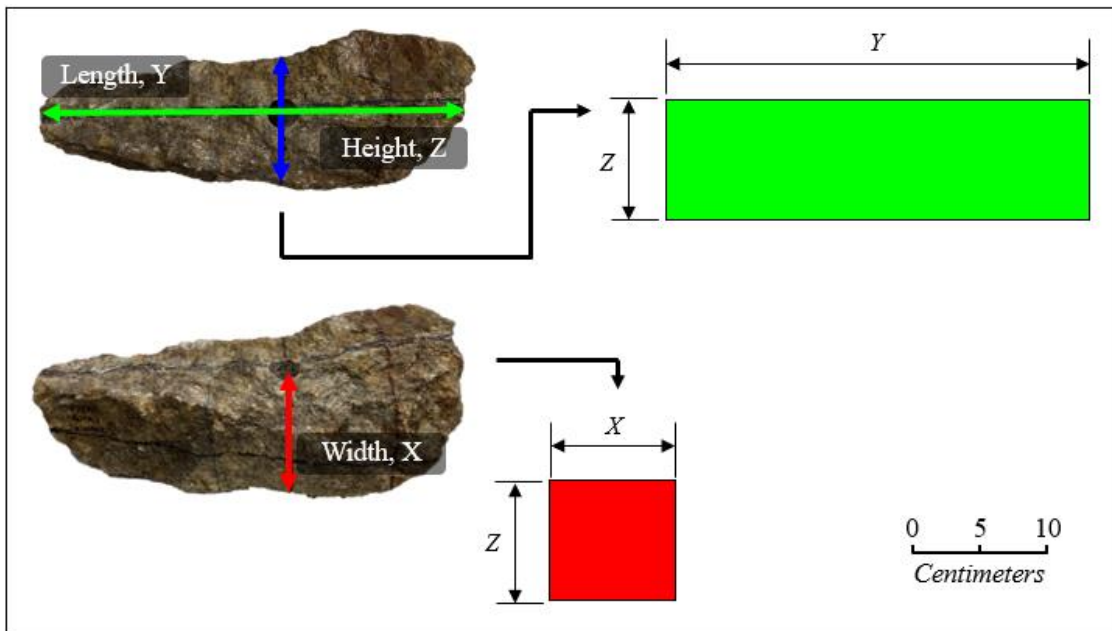 Length, Y
Height, Z
Y
Z
Width, X
X
Z
0 5 10
Centimeters